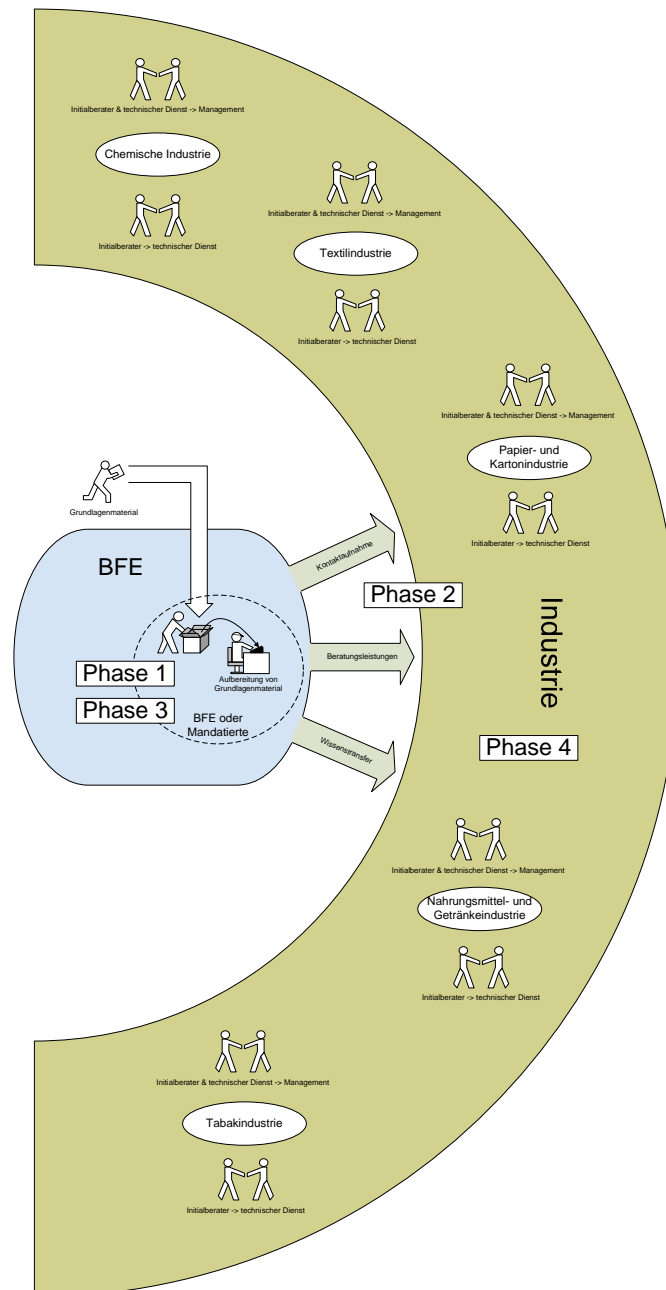 Initialberater & technischer Dienst -> Management
Chemische Industrie
Initialberater -> technischer Dienst
Initialberater & technischer Dienst -> Management
Textilindustrie
Initialberater -> technischer Dienst
Initialberater & technischer Dienst -> Management
Papier- und
Kartonindustrie
Initialberater -> technischer Dienst
Grundlagenmaterial
BFE
Kontaktaufnahme
Phase 2
Industrie
Beratungsleistungen
Phase 1
Aufbereitung von
Grundlagenmaterial
Phase 3
BFE oder
Mandatierte
Wissenstransfer
Phase 4
Initialberater & technischer Dienst -> Management
Nahrungsmittel- und
Getränkeindustrie
Initialberater -> technischer Dienst
Initialberater & technischer Dienst -> Management
Tabakindustrie
Initialberater -> technischer Dienst